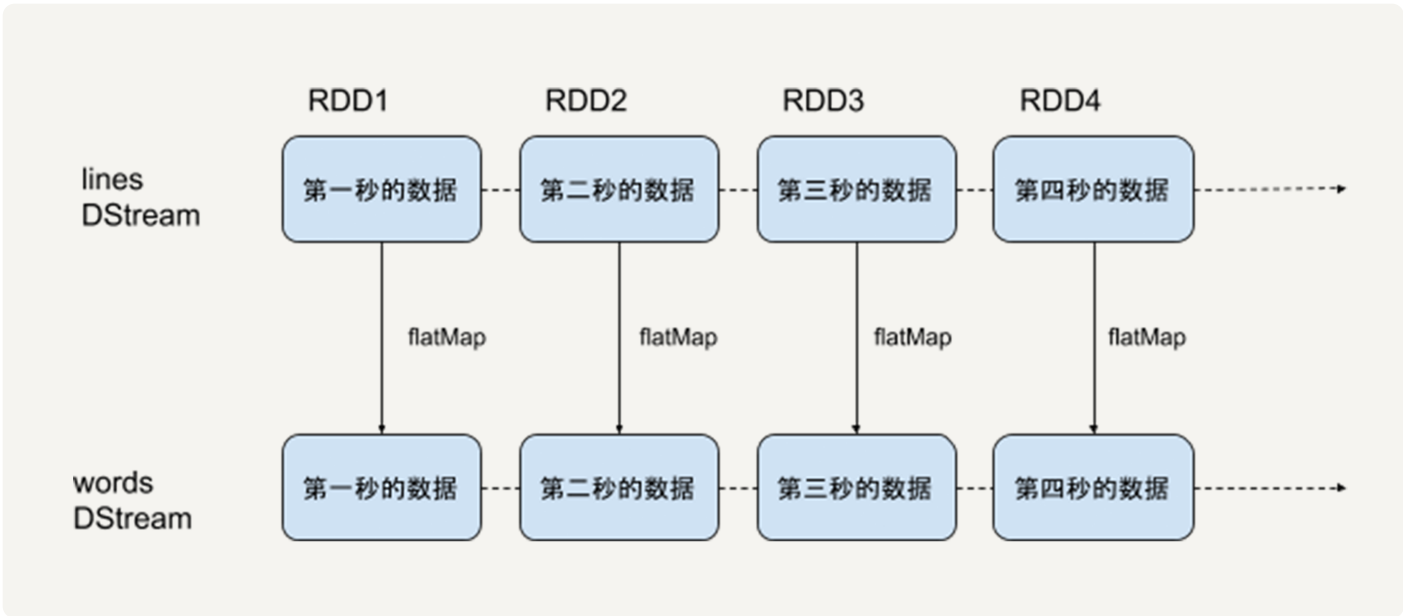 RDD1 RDD2 RDD3 RDD4
lines
DStream
第一秒的数据 第二秒的数据 第三秒的数据 第四秒的数据
flatMap flatMap flatMap flatMap
words
DStream
第一秒的数据 第二秒的数据 第三秒的数据 第四秒的数据